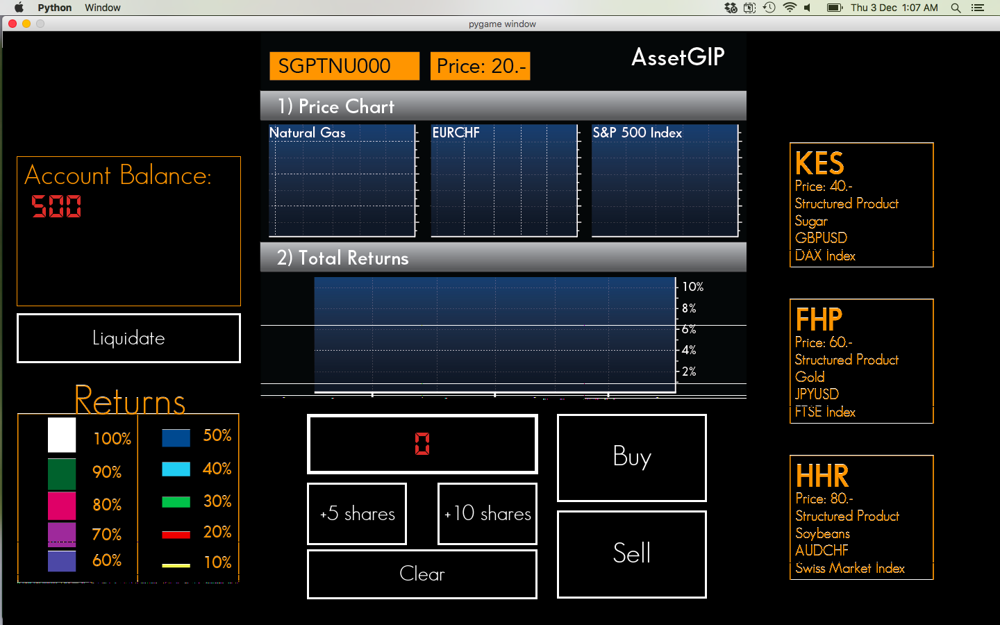 Python Window
Thu 3 Dec 1:07 AM
pygame window
SGPTNU000
Price: 20.-
AssetGIP
1) Price Chart
Natural Gas
EURCHF
S&P 500 Index
Account Balance:
500
Liquidate
2) Total Returns
10%
8%
6%
4%
2%
Returns
100%
90%
80%
70%
60%
50%
40%
30%
20%
10%
0
+5 shares
+10 shares
Clear
Buy
Sell
KES
Price: 40.-
Structured Product
Sugar
GBPUSD
DAX Index
FHP
Price: 60.-
Structured Product
Gold
JPYUSD
FTSE Index
HHR
Price: 80.-
Structured Product
Soybeans
AUDCHF
Swiss Market Index